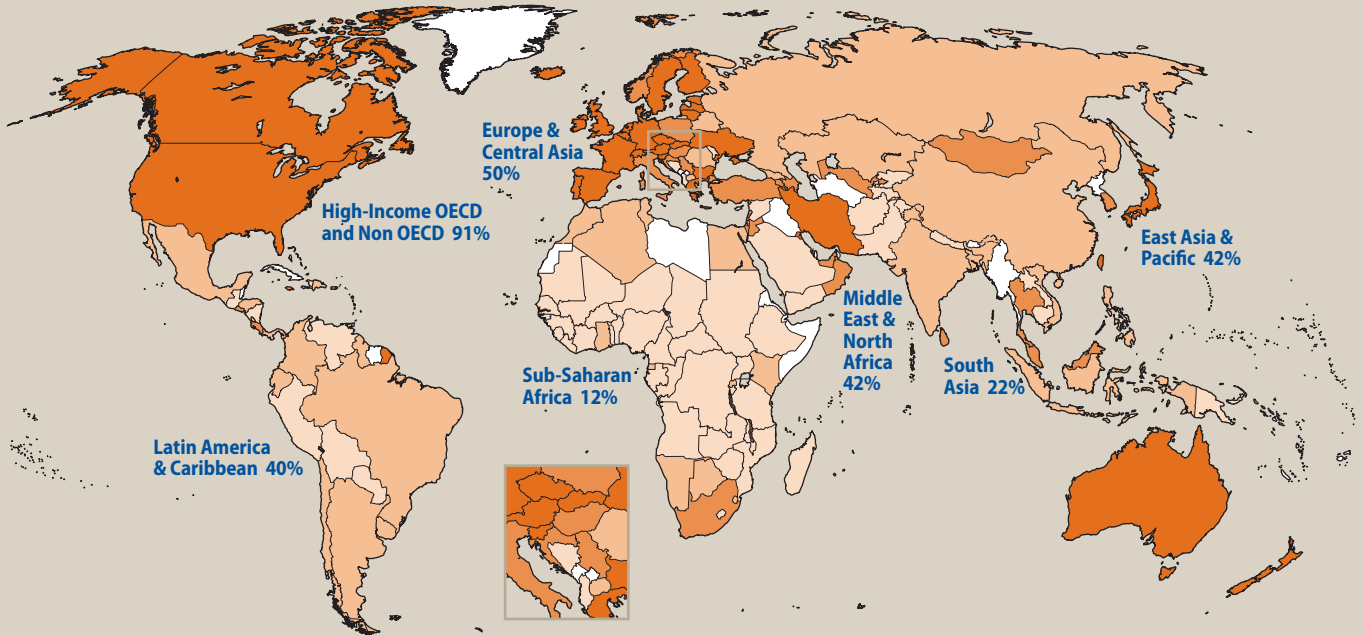 Europe &
Central Asia
50%
High-Income OECD
and Non OECD 91%
East Asia &
Pacific 42%
Middle
East &
North
Africa
42%
South
Asia 22%
Sub-Saharan
Africa 12%
Latin America
& Caribbean 40%